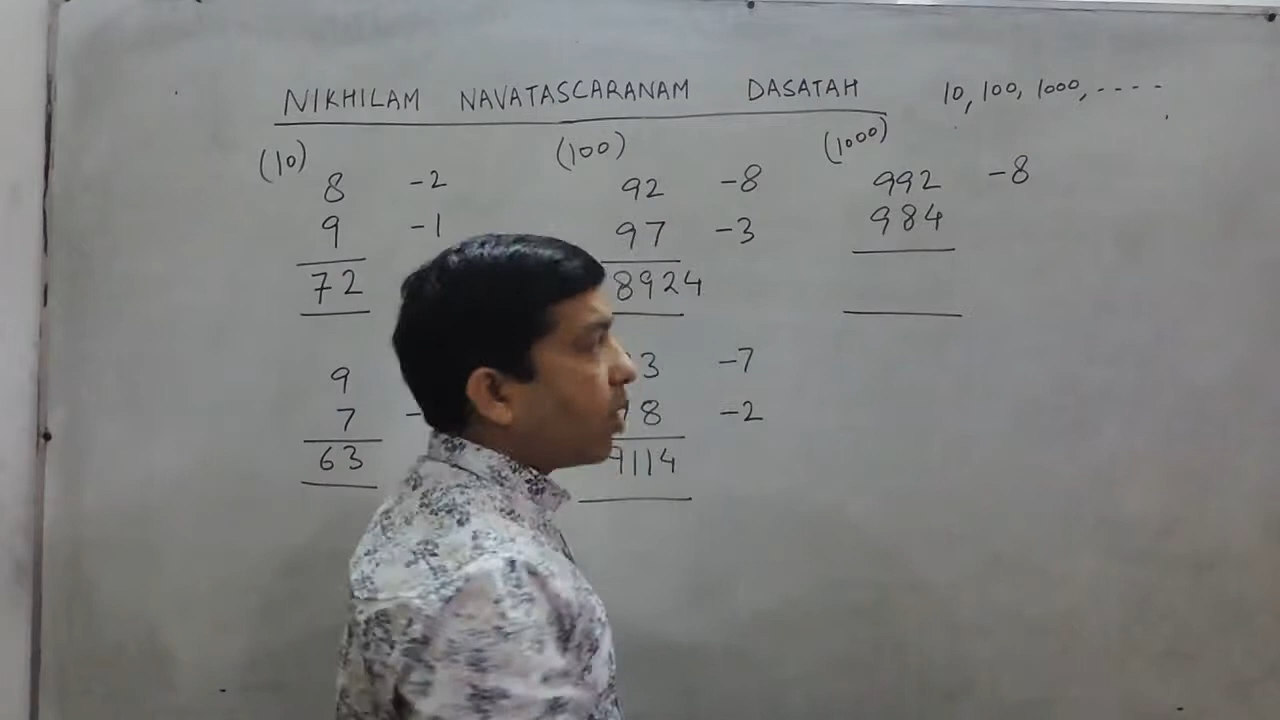 NIKHILAM NAVATASCARANAM DASATAH 10, 100, 1000, ----
(10) (100) (1000)
8 -2 92 -8 992 -8
9 -1 97 -3 984
72 8924
9 3 -7
7 - 8 -2
63 9114